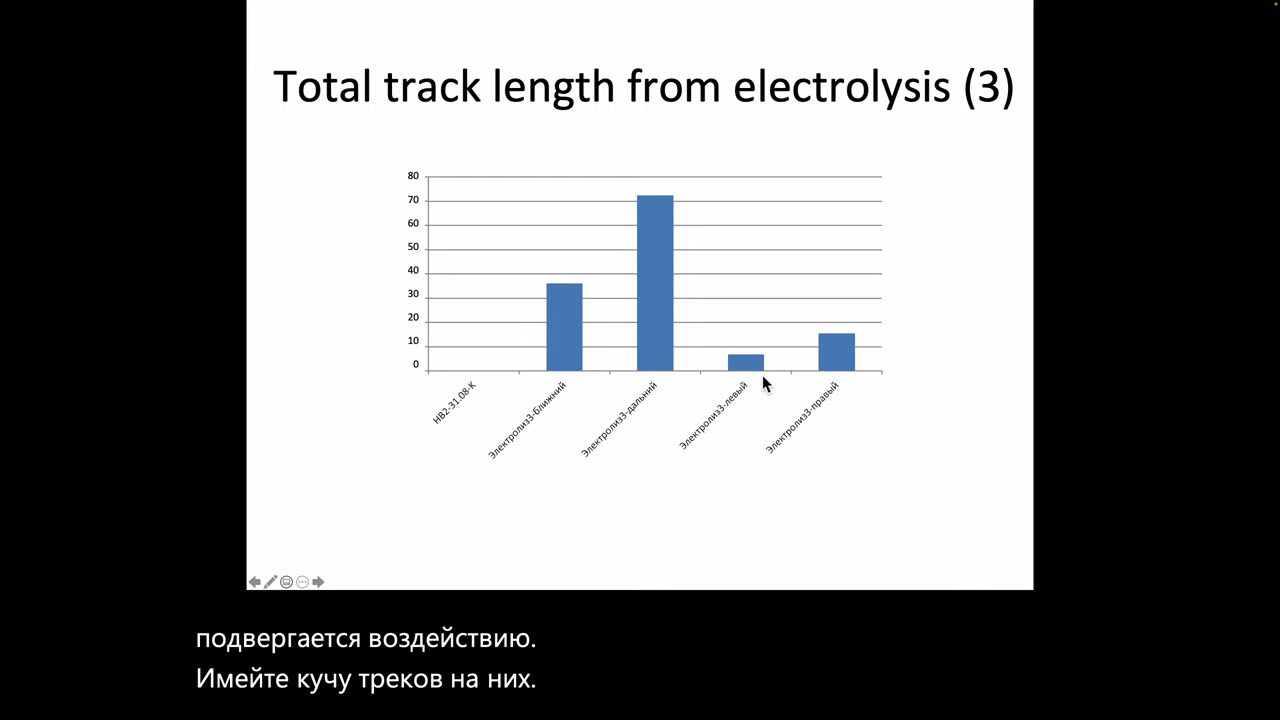 Total track length from electrolysis (3)
80
70
60
50
40
30
20
10
0
НВ2-31.08-К
Электролиз3-ближний
Электролиз3-дальний
Электролиз3-левый
Электролиз3-правый
подвергается воздействию.
Имейте кучу треков на них.